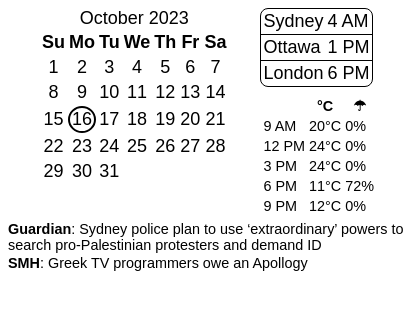 October 2023
Su Mo Tu We Th Fr Sa
1 2 3 4 5 6 7
8 9 10 11 12 13 14
15 16 17 18 19 20 21
22 23 24 25 26 27 28
29 30 31
Sydney 4 AM
Ottawa 1 PM
London 6 PM
°C ☂
9 AM 20°C 0%
12 PM 24°C 0%
3 PM 24°C 0%
6 PM 11°C 72%
9 PM 12°C 0%
Guardian: Sydney police plan to use ‘extraordinary’ powers to
search pro-Palestinian protesters and demand ID
SMH: Greek TV programmers owe an Apollogy